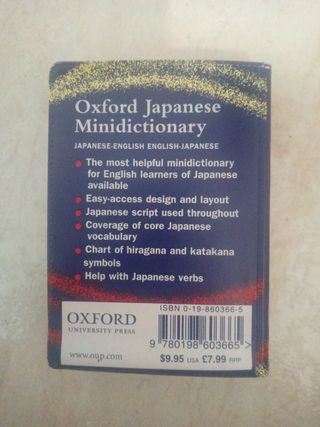 Oxford Japanese
Minidictionary
JAPANESE-ENGLISH ENGLISH-JAPANESE
• The most helpful minidictionary
for English learners of Japanese
available
• Easy-access design and layout
• Japanese script used throughout
• Coverage of core Japanese
vocabulary
• Chart of hiragana and katakana
symbols
• Help with Japanese verbs
ISBN 0-19-860366-5
OXFORD
UNIVERSITY PRESS
www.oup.com
9 780198 603665 >
$9.95 USA £7.99 RRP